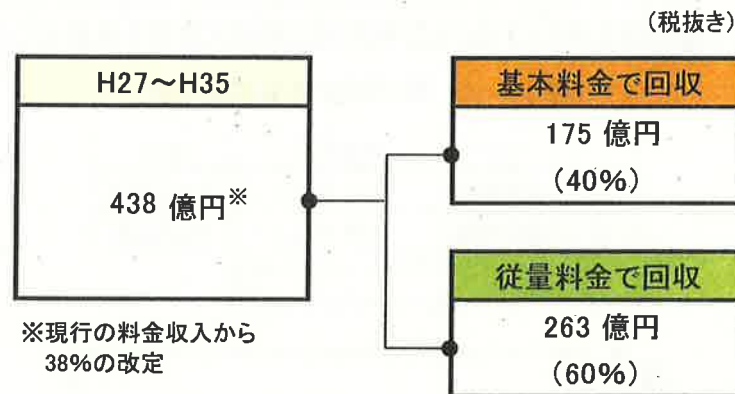 (税抜き)
H27～H35
438 億円※
※現行の料金収入から
38%の改定
基本料金で回収
175 億円
(40%)
従量料金で回収
263 億円
(60%)